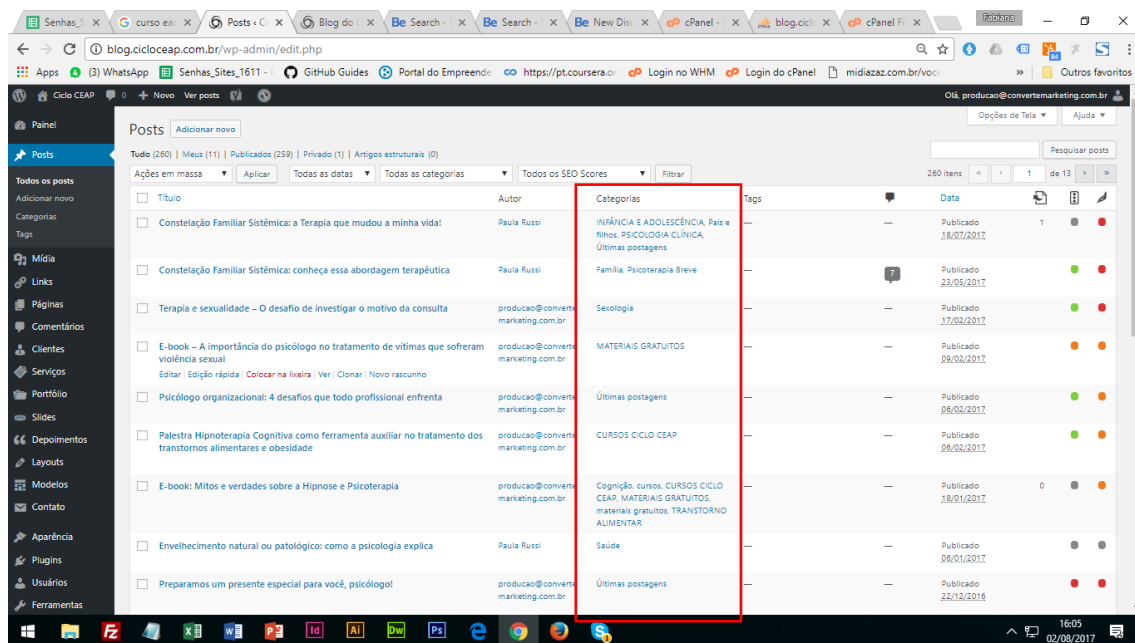 Senhas_S
curso eac
Posts ‹ C
Blog do
Be Search -
Be Search -
Be New Disc
cPanel -
blog.ciclc
cPanel Fi
Fabiana
blog.cicloceap.com.br/wp-admin/edit.php
Apps (3) WhatsApp Senhas_Sites_1611 - GitHub Guides Portal do Empreende https://pt.coursera.or Login no WHM Login do cPanel midiazaz.com.br/voce » Outros favoritos
84
Ciclo CEAP 0 + Novo Ver posts Olá, producao@convertemarketing.com.br
Opções de Tela ▼ Ajuda ▼
Painel
Posts
Todos os posts
Adicionar novo
Categorias
Tags
Mídia
Links
Páginas
Comentários
Clientes
Serviços
Portfólio
Slides
Depoimentos
Layouts
Modelos
Contato
Aparência
Plugins
Usuários
Ferramentas
Posts Adicionar novo
Tudo (260) | Meus (11) | Publicados (259) | Privado (1) | Artigos estruturais (0)
Pesquisar posts
Ações em massa ▼ Aplicar Todas as datas ▼ Todas as categorias ▼ Todos os SEO Scores ▼ Filtrar 260 itens « ‹ 1 de 13 › »
Título Autor Categorias Tags Data
Constelação Familiar Sistêmica: a Terapia que mudou a minha vida! Paula Russi INFÂNCIA E ADOLESCÊNCIA, Pais e — — Publicado 1
filhos, PSICOLOGIA CLÍNICA, 18/07/2017
Últimas postagens
Constelação Familiar Sistêmica: conheça essa abordagem terapêutica Paula Russi Família, Psicoterapia Breve — 7 Publicado
23/05/2017
Terapia e sexualidade – O desafio de investigar o motivo da consulta producao@converte Sexologia — — Publicado
marketing.com.br 17/02/2017
E-book – A importância do psicólogo no tratamento de vítimas que sofreram producao@converte MATERIAIS GRATUITOS — — Publicado
violência sexual marketing.com.br 09/02/2017
Editar | Edição rápida | Colocar na lixeira | Ver | Clonar | Novo rascunho
Psicólogo organizacional: 4 desafios que todo profissional enfrenta producao@converte Últimas postagens — — Publicado
marketing.com.br 06/02/2017
Palestra Hipnoterapia Cognitiva como ferramenta auxiliar no tratamento dos producao@converte CURSOS CICLO CEAP — — Publicado
transtornos alimentares e obesidade marketing.com.br 06/02/2017
E-book: Mitos e verdades sobre a Hipnose e Psicoterapia producao@converte Cognição, cursos, CURSOS CICLO — — Publicado 0
marketing.com.br CEAP, MATERIAIS GRATUITOS, 18/01/2017
materiais gratuitos, TRANSTORNO
ALIMENTAR
Envelhecimento natural ou patológico: como a psicologia explica Paula Russi Saúde — — Publicado
06/01/2017
Preparamos um presente especial para você, psicólogo! producao@converte Últimas postagens — — Publicado
marketing.com.br 22/12/2016
16:05
02/08/2017